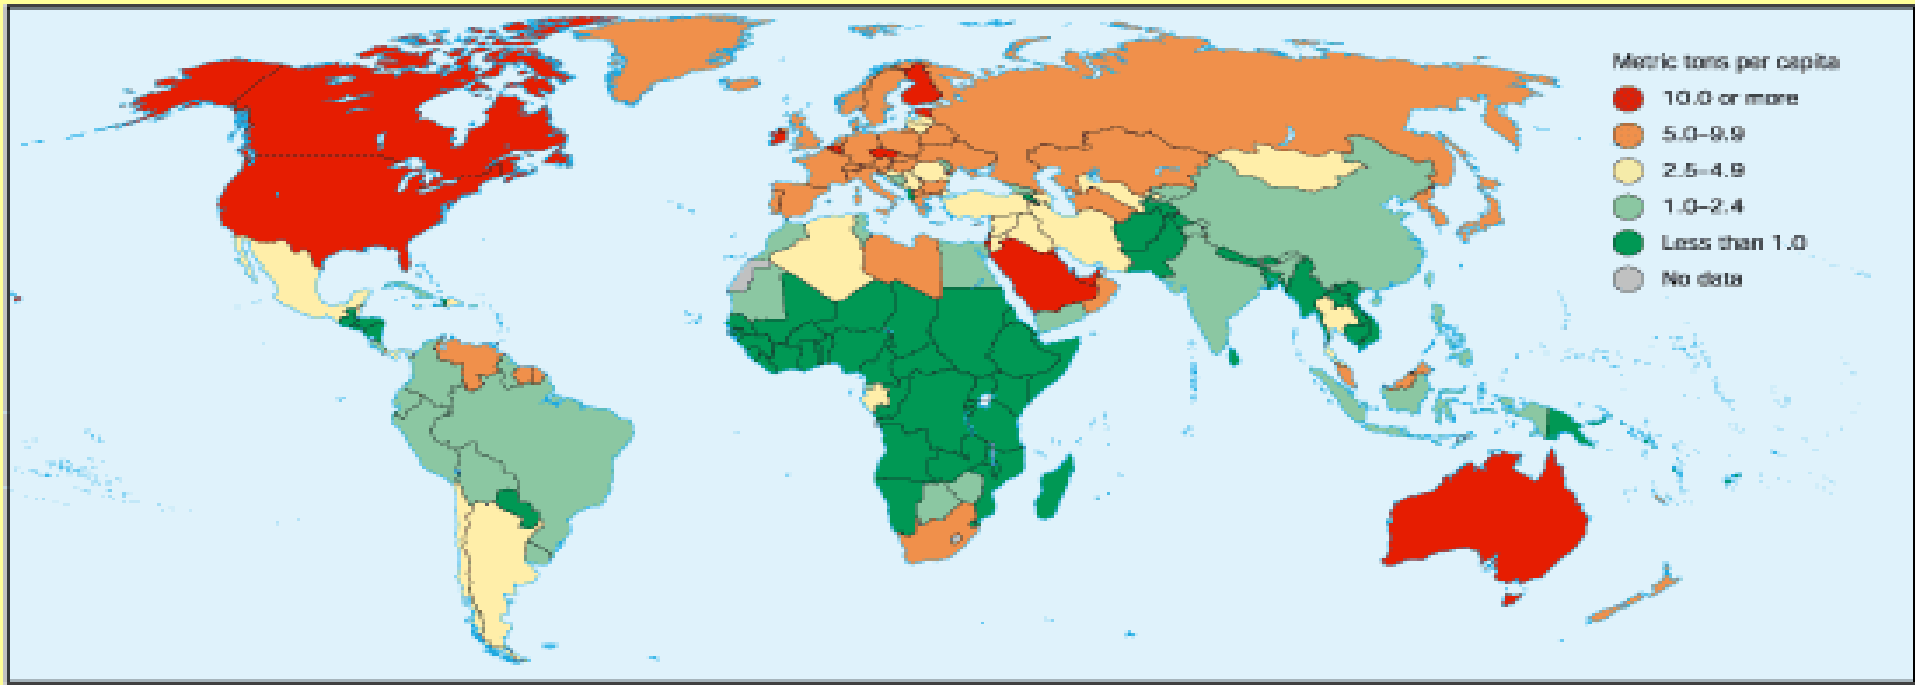 Metric tons per capita
10.0 or more
5.0–9.9
2.5–4.9
1.0–2.4
Less than 1.0
No data